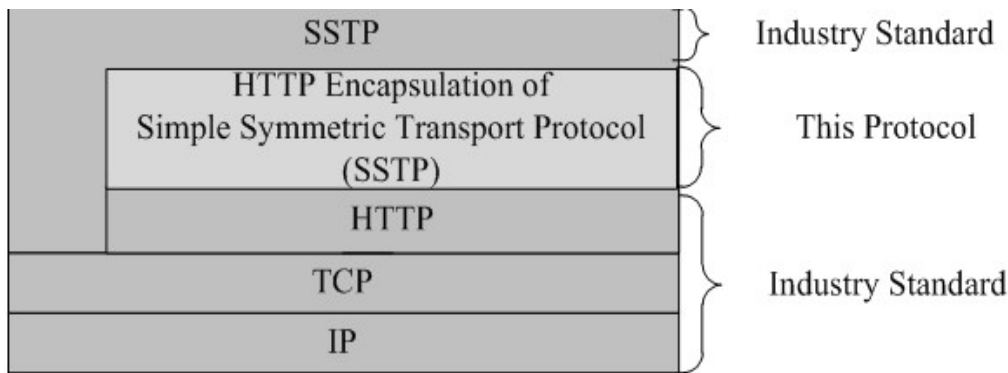 SSTP
Industry Standard
HTTP Encapsulation of
Simple Symmetric Transport Protocol
(SSTP)
This Protocol
HTTP
TCP
Industry Standard
IP